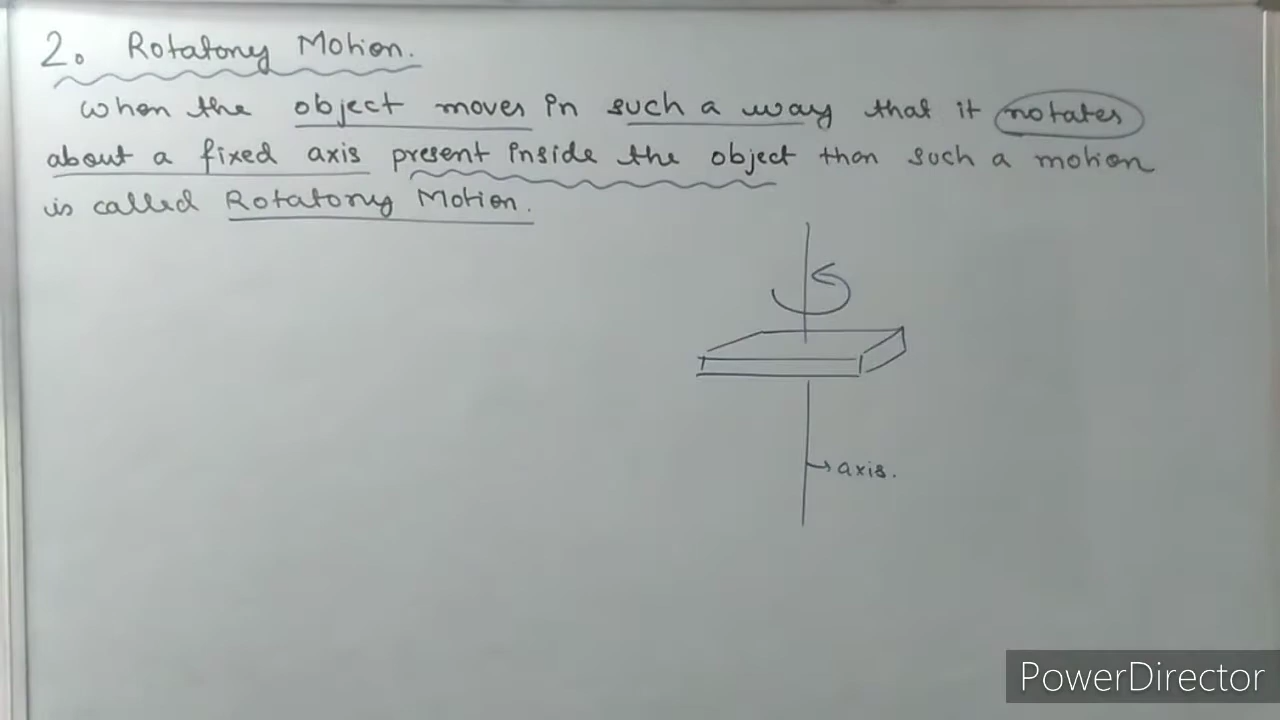 2. Rotatory Motion.
When the object moves in such a way that it rotates
about a fixed axis present inside the object than such a motion
is called Rotatory Motion.
axis.
PowerDirector